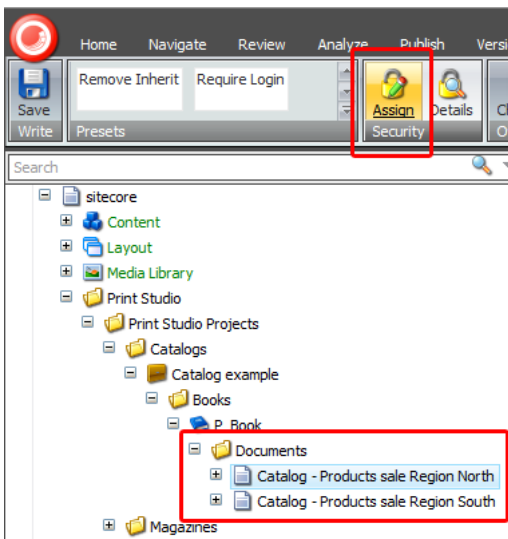 Home Navigate Review Analyze Publish Versi
Save
Write
Remove Inherit Require Login
Presets
Assign
Details
Security
Search
sitecore
Content
Layout
Media Library
Print Studio
Print Studio Projects
Catalogs
Catalog example
Books
P_Book
Documents
Catalog - Products sale Region North
Catalog - Products sale Region South
Magazines